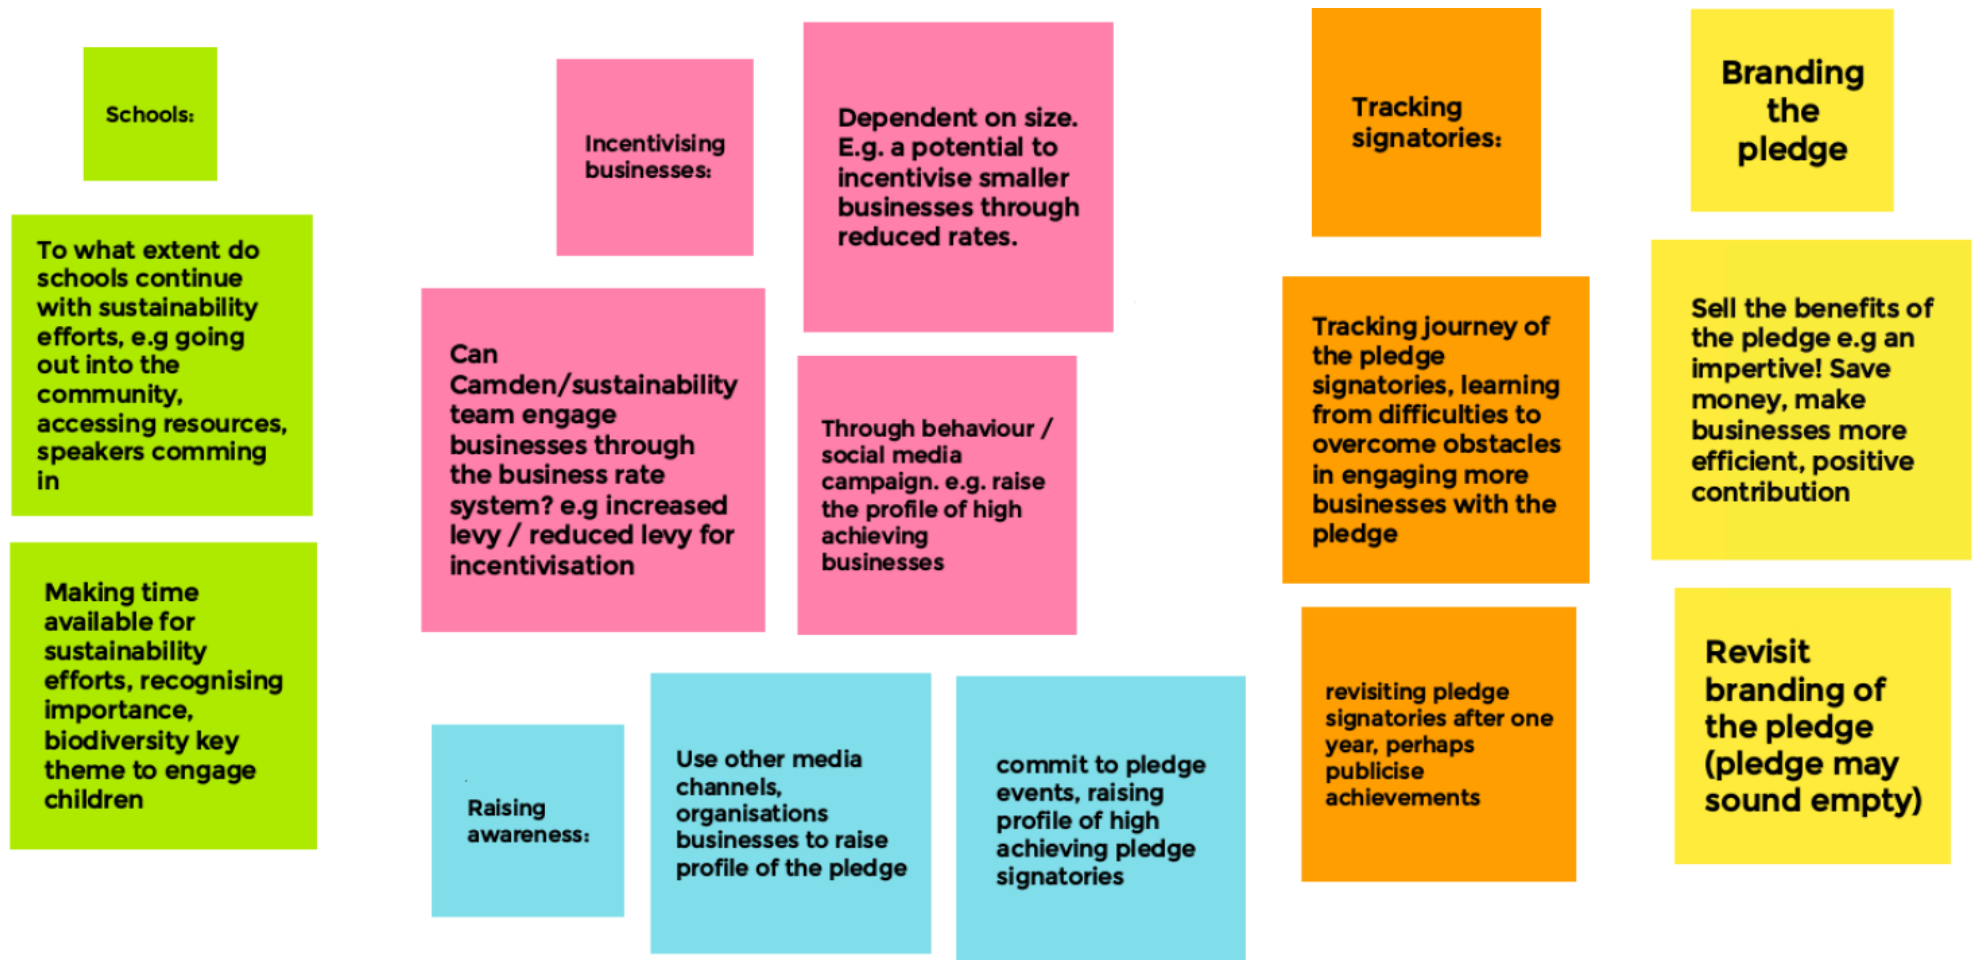 Schools:
To what extent do
schools continue
with sustainability
efforts, e.g going
out into the
community,
accessing resources,
speakers comming
in
Making time
available for
sustainability
efforts, recognising
importance,
biodiversity key
theme to engage
children
Incentivising
businesses:
Dependent on size.
E.g. a potential to
incentivise smaller
businesses through
reduced rates.
Can
Camden/sustainability
team engage
businesses through
the business rate
system? e.g increased
levy / reduced levy for
incentivisation
Through behaviour /
social media
campaign. e.g. raise
the profile of high
achieving
businesses
Raising
awareness:
Use other media
channels,
organisations
businesses to raise
profile of the pledge
commit to pledge
events, raising
profile of high
achieving pledge
signatories
Tracking
signatories:
Tracking journey of
the pledge
signatories, learning
from difficulties to
overcome obstacles
in engaging more
businesses with the
pledge
revisiting pledge
signatories after one
year, perhaps
publicise
achievements
Branding
the
pledge
Sell the benefits of
the pledge e.g an
impertive! Save
money, make
businesses more
efficient, positive
contribution
Revisit
branding of
the pledge
(pledge may
sound empty)